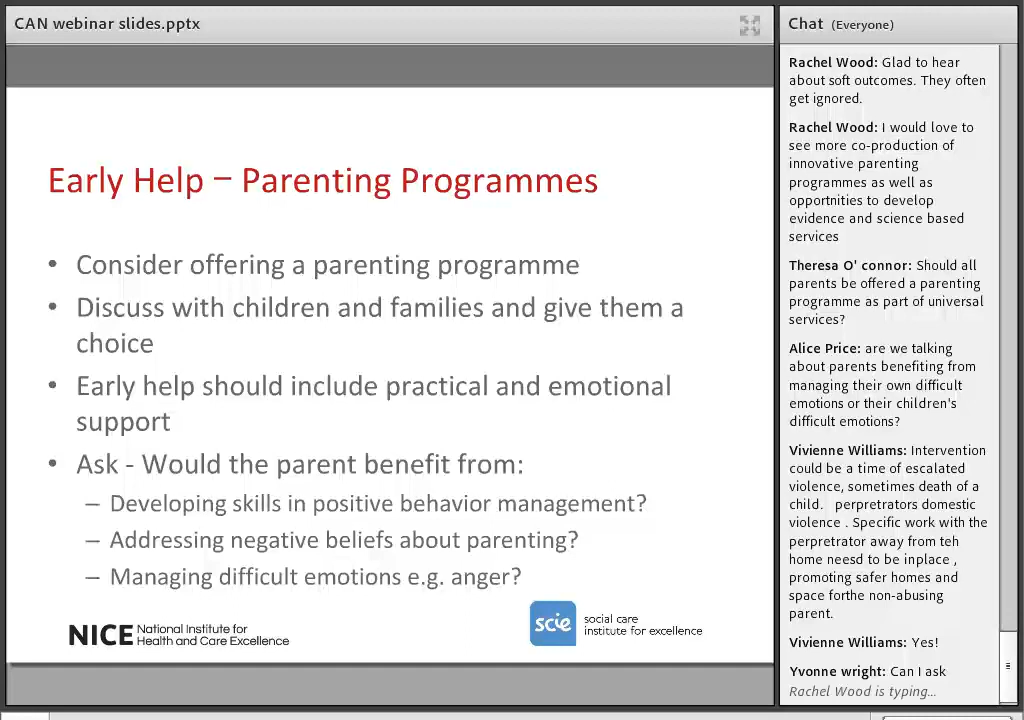 CAN webinar slides.pptx
Early Help – Parenting Programmes
• Consider offering a parenting programme
• Discuss with children and families and give them a
choice
• Early help should include practical and emotional
support
• Ask - Would the parent benefit from:
– Developing skills in positive behavior management?
– Addressing negative beliefs about parenting?
– Managing difficult emotions e.g. anger?
NICE National Institute for
Health and Care Excellence
scie social care
institute for excellence
Chat (Everyone)
Rachel Wood: Glad to hear
about soft outcomes. They often
get ignored.
Rachel Wood: I would love to
see more co-production of
innovative parenting
programmes as well as
opportnities to develop
evidence and science based
services
Theresa O' connor: Should all
parents be offered a parenting
programme as part of universal
services?
Alice Price: are we talking
about parents benefiting from
managing their own difficult
emotions or their children's
difficult emotions?
Vivienne Williams: Intervention
could be a time of escalated
violence, sometimes death of a
child. perpretrators domestic
violence . Specific work with the
perpretrator away from teh
home neesd to be inplace ,
promoting safer homes and
space forthe non-abusing
parent.
Vivienne Williams: Yes!
Yvonne wright: Can I ask
Rachel Wood is typing...